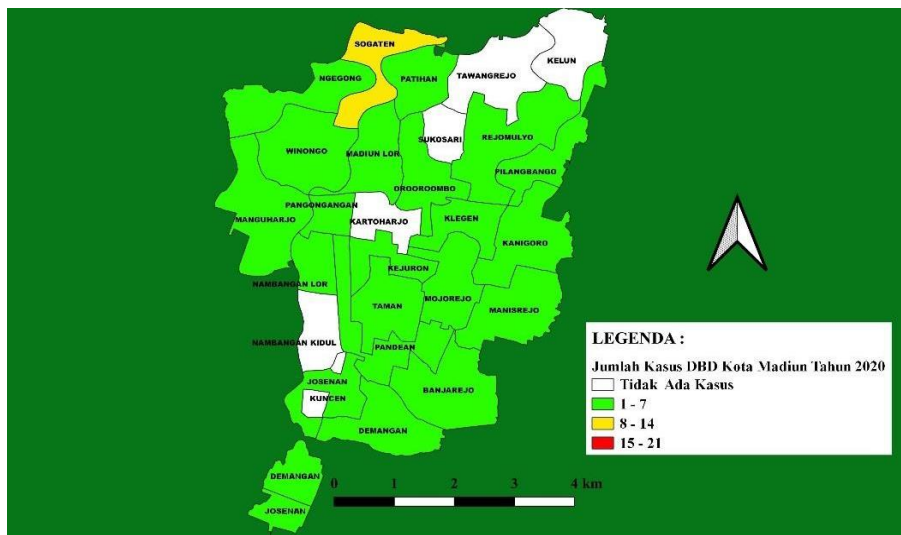 SOGATEN
KELUN
NGEGONG
PATIHAN
TAWANGREJO
SUKOSARI
REJOMULYO
WINONGO
MADIUN LOR
PILANGBANGO
OROOROOMBO
PANGONGANGAN
MANGUHARJO
KARTOHARJO
KLEGEN
KANIGORO
KEJURON
NAMBANGAN LOR
TAMAN
MOJOREJO
MANISREJO
NAMBANGAN KIDUL
PANDEAN
JOSENAN
BANJAREJO
KUNCEN
DEMANGAN
DEMANGAN
JOSENAN
0 1 2 3 4 km
LEGENDA :
Jumlah Kasus DBD Kota Madiun Tahun 2020
Tidak Ada Kasus
1 - 7
8 - 14
15 - 21